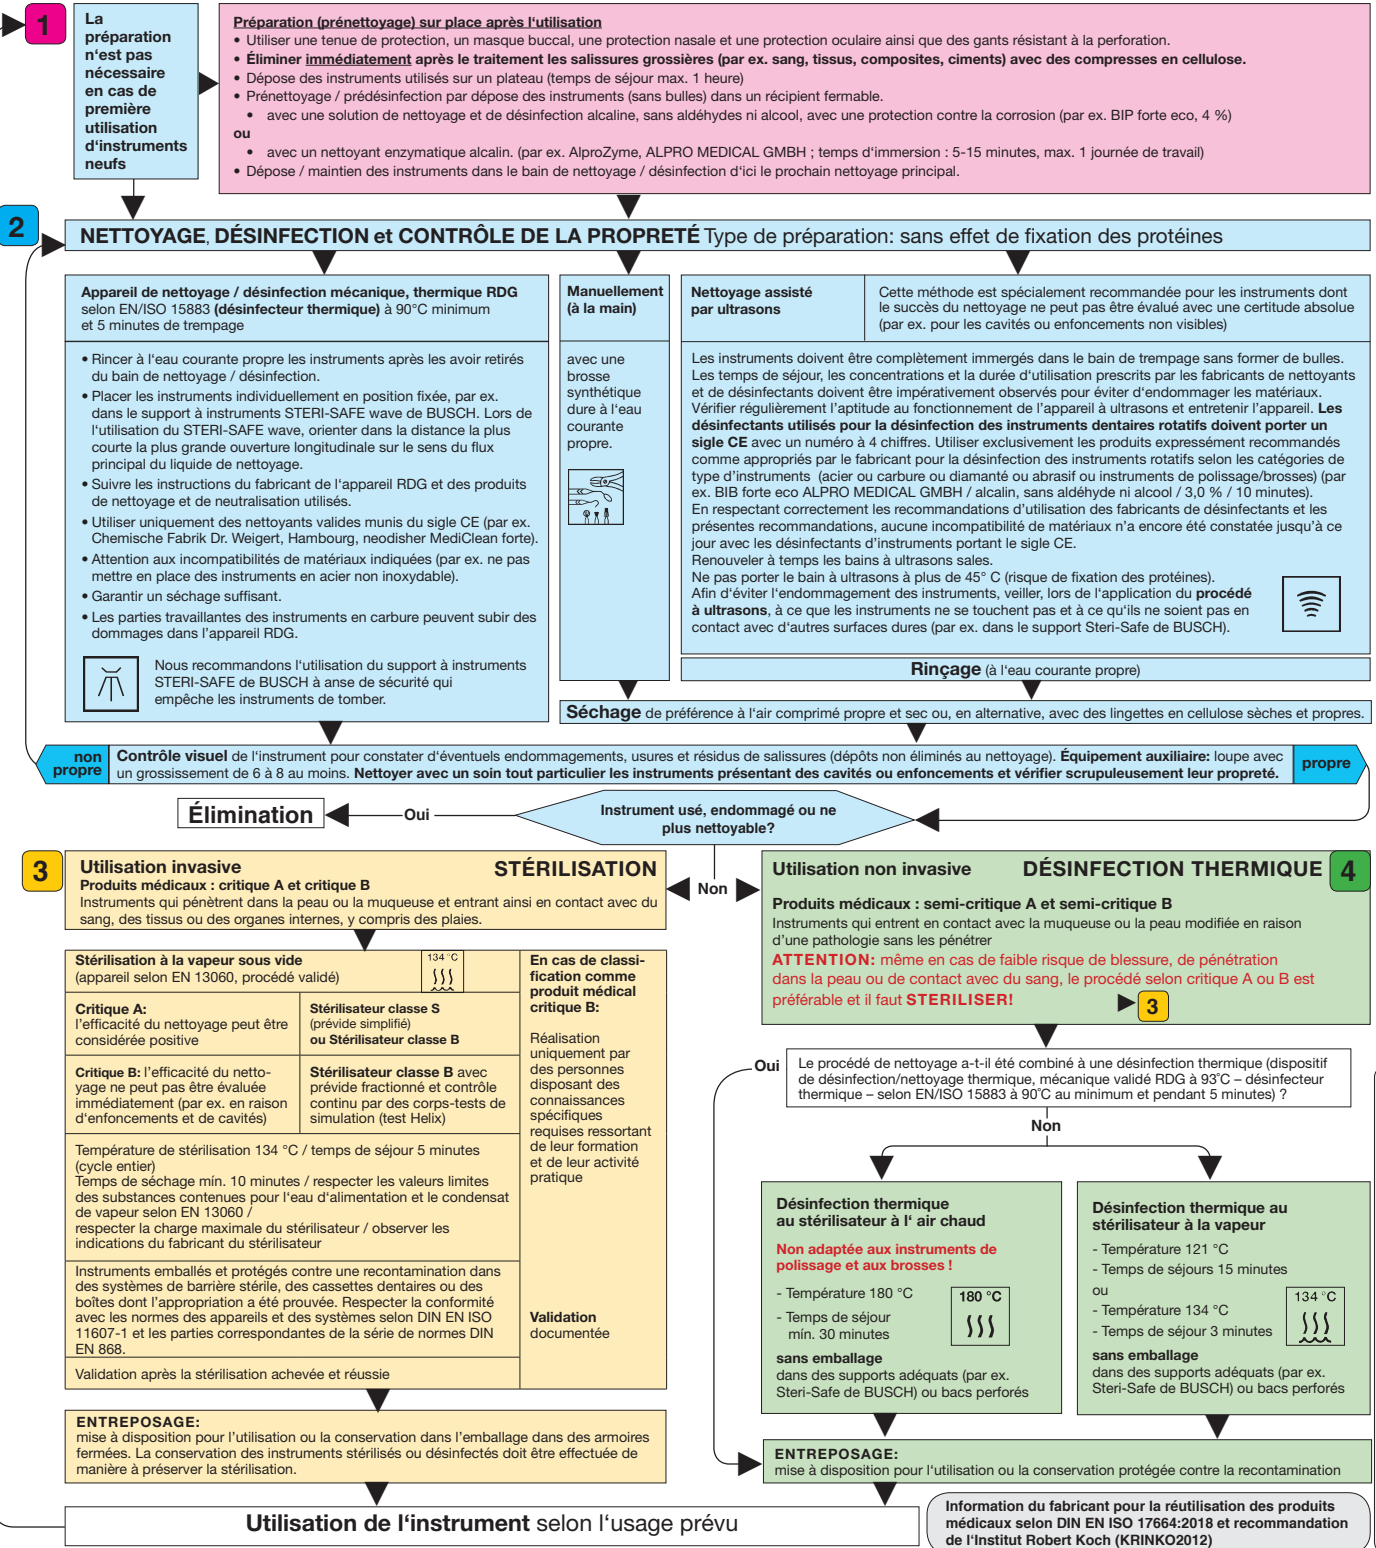 1
La
préparation
n'est pas
nécessaire
en cas de
première
utilisation
d'instruments
neufs
Préparation (prénettoyage) sur place après l'utilisation
• Utiliser une tenue de protection, un masque buccal, une protection nasale et une protection oculaire ainsi que des gants résistant à la perforation.
• Éliminer immédiatement après le traitement les salissures grossières (par ex. sang, tissus, composites, ciments) avec des compresses en cellulose.
• Dépose des instruments utilisés sur un plateau (temps de séjour max. 1 heure)
• Prénettoyage / prédésinfection par dépose des instruments (sans bulles) dans un récipient fermable.
• avec une solution de nettoyage et de désinfection alcaline, sans aldéhydes ni alcool, avec une protection contre la corrosion (par ex. BIP forte eco, 4 %)
ou
• avec un nettoyant enzymatique alcalin. (par ex. AlproZyme, ALPRO MEDICAL GMBH ; temps d'immersion : 5-15 minutes, max. 1 journée de travail)
• Dépose / maintien des instruments dans le bain de nettoyage / désinfection d'ici le prochain nettoyage principal.
2
NETTOYAGE, DÉSINFECTION et CONTRÔLE DE LA PROPRETÉ Type de préparation: sans effet de fixation des protéines
Appareil de nettoyage / désinfection mécanique, thermique RDG
selon EN/ISO 15883 (désinfecteur thermique) à 90°C minimum
et 5 minutes de trempage
• Rincer à l'eau courante propre les instruments après les avoir retirés
du bain de nettoyage / désinfection.
• Placer les instruments individuellement en position fixée, par ex.
dans le support à instruments STERI-SAFE wave de BUSCH. Lors de
l'utilisation du STERI-SAFE wave, orienter dans la distance la plus
courte la plus grande ouverture longitudinale sur le sens du flux
principal du liquide de nettoyage.
• Suivre les instructions du fabricant de l'appareil RDG et des produits
de nettoyage et de neutralisation utilisés.
• Utiliser uniquement des nettoyants valides munis du sigle CE (par ex.
Chemische Fabrik Dr. Weigert, Hambourg, neodisher MediClean forte).
• Attention aux incompatibilités de matériaux indiquées (par ex. ne pas
mettre en place des instruments en acier non inoxydable).
• Garantir un séchage suffisant.
• Les parties travaillantes des instruments en carbure peuvent subir des
dommages dans l'appareil RDG.
Nous recommandons l'utilisation du support à instruments
STERI-SAFE de BUSCH à anse de sécurité qui
empêche les instruments de tomber.
Manuellement
(à la main)
avec une
brosse
synthétique
dure à l'eau
courante
propre.
Nettoyage assisté
par ultrasons
Cette méthode est spécialement recommandée pour les instruments dont
le succès du nettoyage ne peut pas être évalué avec une certitude absolue
(par ex. pour les cavités ou enfoncements non visibles)
Les instruments doivent être complètement immergés dans le bain de trempage sans former de bulles.
Les temps de séjour, les concentrations et la durée d'utilisation prescrits par les fabricants de nettoyants
et de désinfectants doivent être impérativement observés pour éviter d'endommager les matériaux.
Vérifier régulièrement l'aptitude au fonctionnement de l'appareil à ultrasons et entretenir l'appareil. Les
désinfectants utilisés pour la désinfection des instruments dentaires rotatifs doivent porter un
sigle CE avec un numéro à 4 chiffres. Utiliser exclusivement les produits expressément recommandés
comme appropriés par le fabricant pour la désinfection des instruments rotatifs selon les catégories de
type d'instruments (acier ou carbure ou diamanté ou abrasif ou instruments de polissage/brosses) (par
ex. BIB forte eco ALPRO MEDICAL GMBH / alcalin, sans aldéhyde ni alcool / 3,0 % / 10 minutes).
En respectant correctement les recommandations d'utilisation des fabricants de désinfectants et les
présentes recommandations, aucune incompatibilité de matériaux n'a encore été constatée jusqu'à ce
jour avec les désinfectants d'instruments portant le sigle CE.
Renouveler à temps les bains à ultrasons sales.
Ne pas porter le bain à ultrasons à plus de 45° C (risque de fixation des protéines).
Afin d'éviter l'endommagement des instruments, veiller, lors de l'application du procédé
à ultrasons, à ce que les instruments ne se touchent pas et à ce qu'ils ne soient pas en
contact avec d'autres surfaces dures (par ex. dans le support Steri-Safe de BUSCH).
Rinçage (à l'eau courante propre)
Séchage de préférence à l'air comprimé propre et sec ou, en alternative, avec des lingettes en cellulose sèches et propres.
non
propre
Contrôle visuel de l'instrument pour constater d'éventuels endommagements, usures et résidus de salissures (dépôts non éliminés au nettoyage). Équipement auxiliaire: loupe avec
un grossissement de 6 à 8 au moins. Nettoyer avec un soin tout particulier les instruments présentant des cavités ou enfoncements et vérifier scrupuleusement leur propreté.
propre
Élimination
Oui
Instrument usé, endommagé ou ne
plus nettoyable?
Non
3
Utilisation invasive STÉRILISATION
Produits médicaux : critique A et critique B
Instruments qui pénètrent dans la peau ou la muqueuse et entrant ainsi en contact avec du
sang, des tissus ou des organes internes, y compris des plaies.
Stérilisation à la vapeur sous vide
(appareil selon EN 13060, procédé validé)
134 °C
Critique A:
l'efficacité du nettoyage peut être
considérée positive
Stérilisateur classe S
(prévide simplifié)
ou Stérilisateur classe B
Critique B: l'efficacité du netto-
yage ne peut pas être évaluée
immédiatement (par ex. en raison
d'enfoncements et de cavités)
Stérilisateur classe B avec
prévide fractionné et contrôle
continu par des corps-tests de
simulation (test Helix)
Température de stérilisation 134 °C / temps de séjour 5 minutes
(cycle entier)
Temps de séchage mín. 10 minutes / respecter les valeurs limites
des substances contenues pour l'eau d'alimentation et le condensat
de vapeur selon EN 13060 /
respecter la charge maximale du stérilisateur / observer les
indications du fabricant du stérilisateur
Instruments emballés et protégés contre une recontamination dans
des systèmes de barrière stérile, des cassettes dentaires ou des
boîtes dont l'appropriation a été prouvée. Respecter la conformité
avec les normes des appareils et des systèmes selon DIN EN ISO
11607-1 et les parties correspondantes de la série de normes DIN
EN 868.
Validation après la stérilisation achevée et réussie
En cas de classi-
fication comme
produit médical
critique B:
Réalisation
uniquement par
des personnes
disposant des
connaissances
spécifiques
requises ressortant
de leur formation
et de leur activité
pratique
Validation
documentée
ENTREPOSAGE:
mise à disposition pour l'utilisation ou la conservation dans l'emballage dans des armoires
fermées. La conservation des instruments stérilisés ou désinfectés doit être effectuée de
manière à préserver la stérilisation.
Utilisation non invasive DÉSINFECTION THERMIQUE
4
Produits médicaux : semi-critique A et semi-critique B
Instruments qui entrent en contact avec la muqueuse ou la peau modifiée en raison
d'une pathologie sans les pénétrer
ATTENTION: même en cas de faible risque de blessure, de pénétration
dans la peau ou de contact avec du sang, le procédé selon critique A ou B est
préférable et il faut STERILISER!
3
Oui
Le procédé de nettoyage a-t-il été combiné à une désinfection thermique (dispositif
de désinfection/nettoyage thermique, mécanique validé RDG à 93°C – désinfecteur
thermique – selon EN/ISO 15883 à 90°C au minimum et pendant 5 minutes) ?
Non
Désinfection thermique
au stérilisateur à l' air chaud
Non adaptée aux instruments de
polissage et aux brosses !
- Température 180 °C
- Temps de séjour
mín. 30 minutes
180 °C
sans emballage
dans des supports adéquats (par ex.
Steri-Safe de BUSCH) ou bacs perforés
Désinfection thermique au
stérilisateur à la vapeur
- Température 121 °C
- Temps de séjours 15 minutes
ou
- Température 134 °C
- Temps de séjour 3 minutes
134 °C
sans emballage
dans des supports adéquats (par ex.
Steri-Safe de BUSCH) ou bacs perforés
ENTREPOSAGE:
mise à disposition pour l'utilisation ou la conservation protégée contre la recontamination
Utilisation de l'instrument selon l'usage prévu
Information du fabricant pour la réutilisation des produits
médicaux selon DIN EN ISO 17664:2018 et recommandation
de l'Institut Robert Koch (KRINKO2012)